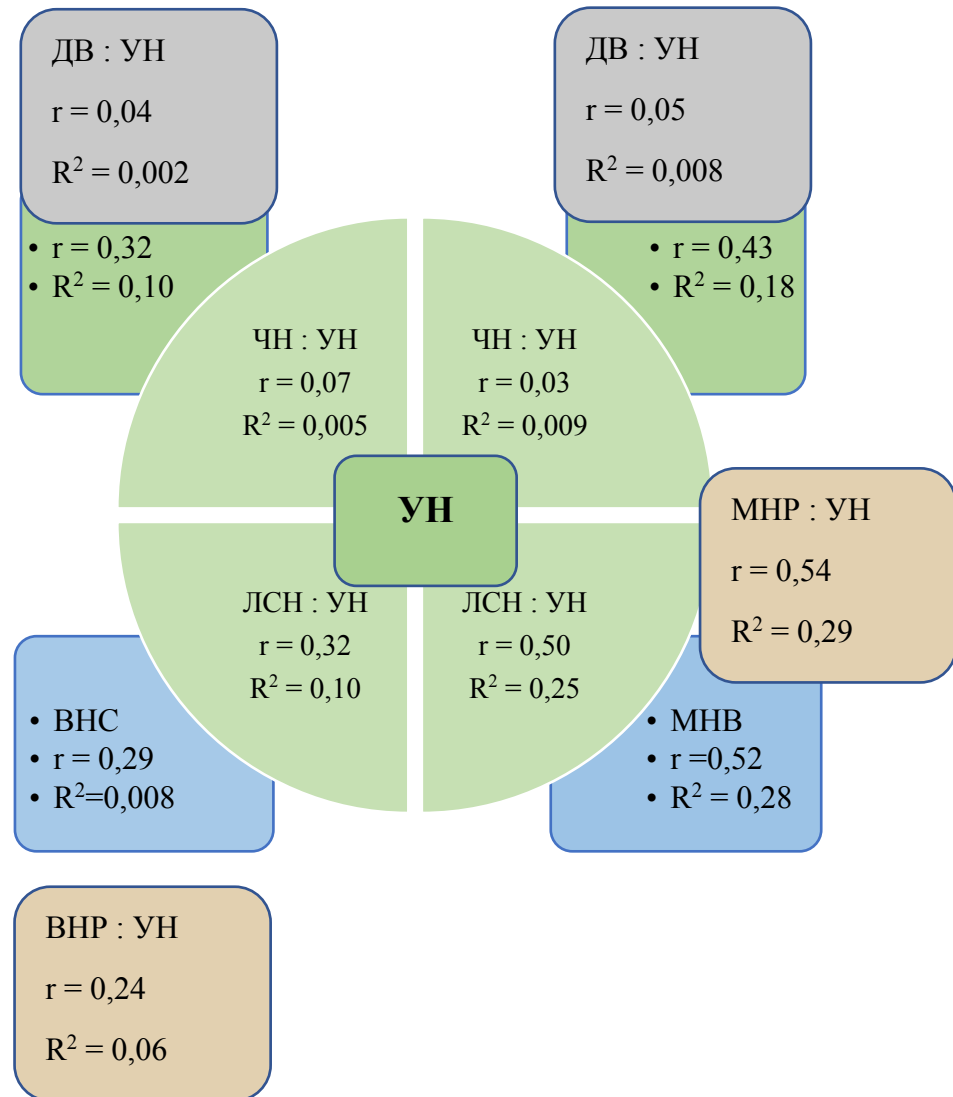 ДВ : УН
r = 0,04
R² = 0,002
• r = 0,32
• R² = 0,10
ДВ : УН
r = 0,05
R² = 0,008
• r = 0,43
• R² = 0,18
ЧН : УН
r = 0,07
R² = 0,005
ЧН : УН
r = 0,03
R² = 0,009
УН
ЛСН : УН
r = 0,32
R² = 0,10
ЛСН : УН
r = 0,50
R² = 0,25
МНР : УН
r = 0,54
R² = 0,29
• ВНС
• r = 0,29
• R²=0,008
• МНВ
• r =0,52
• R² = 0,28
ВНР : УН
r = 0,24
R² = 0,06